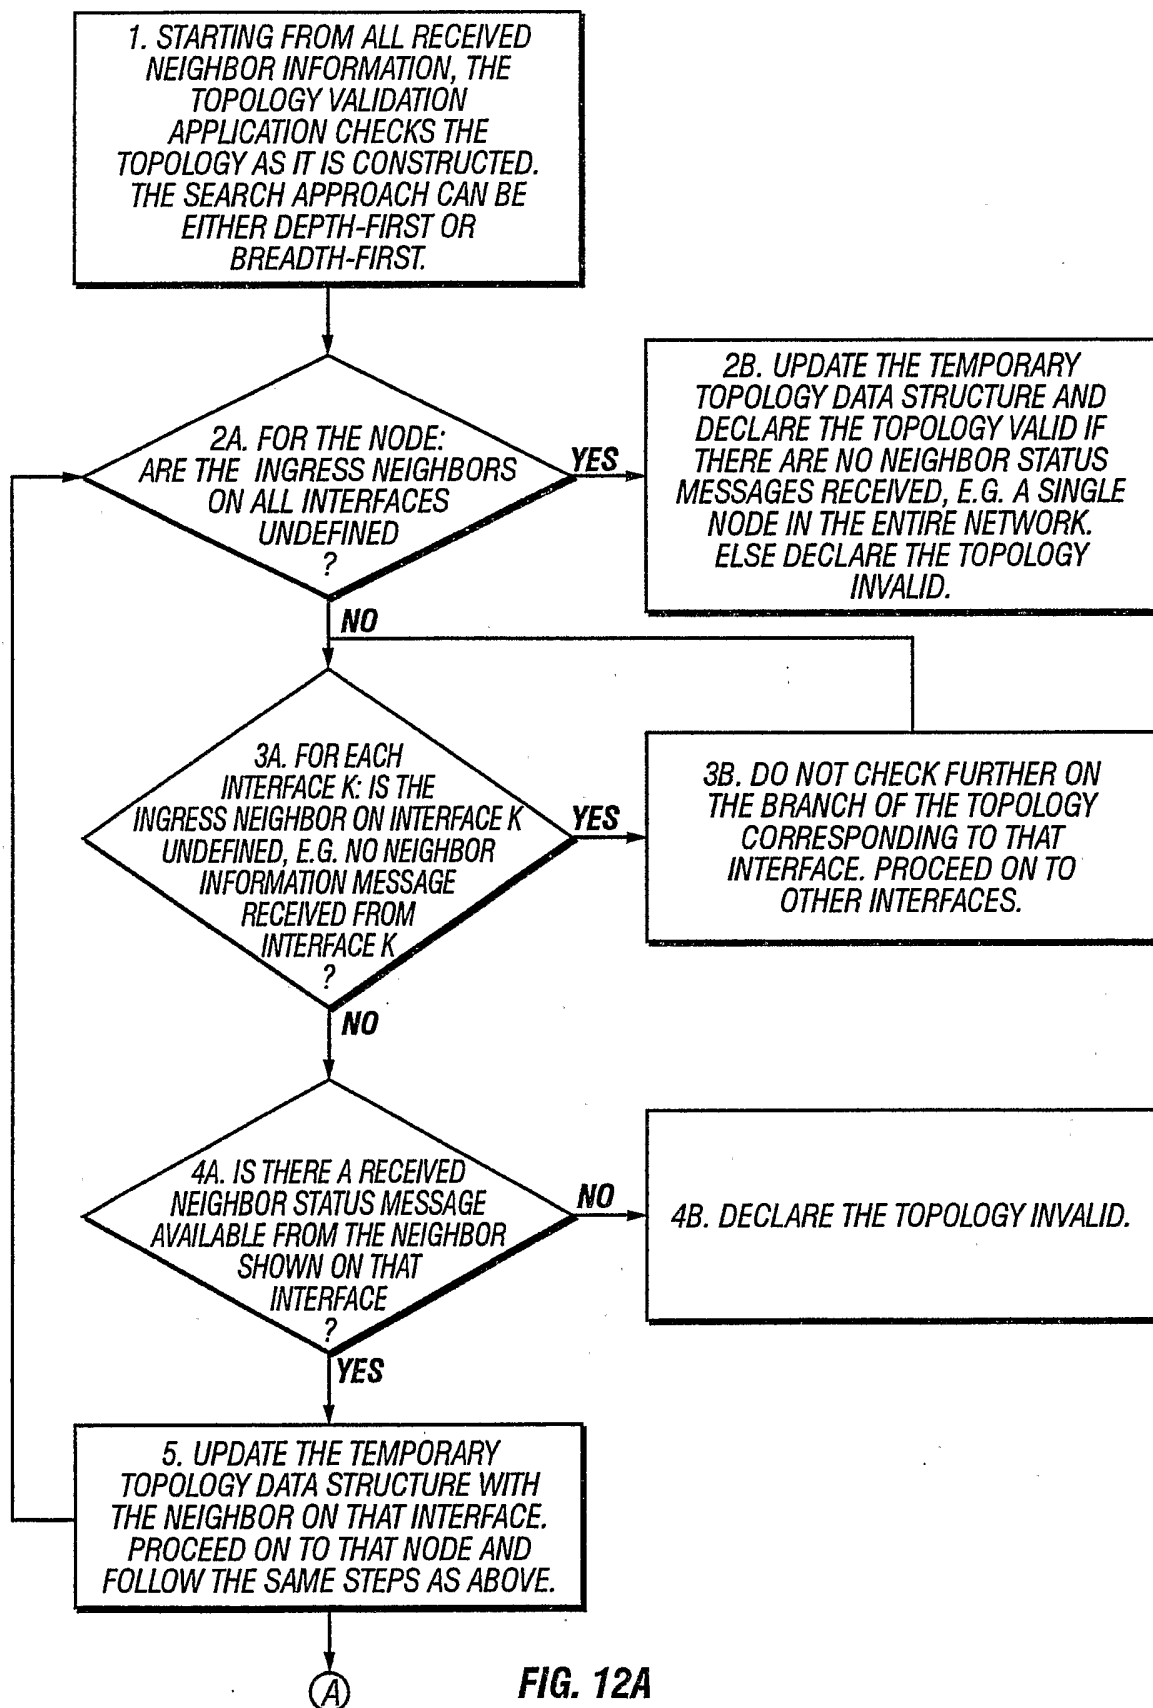 1. STARTING FROM ALL RECEIVED
NEIGHBOR INFORMATION, THE
TOPOLOGY VALIDATION
APPLICATION CHECKS THE
TOPOLOGY AS IT IS CONSTRUCTED.
THE SEARCH APPROACH CAN BE
EITHER DEPTH-FIRST OR
BREADTH-FIRST.
2A. FOR THE NODE:
ARE THE INGRESS NEIGHBORS
ON ALL INTERFACES
UNDEFINED
?
YES
2B. UPDATE THE TEMPORARY
TOPOLOGY DATA STRUCTURE AND
DECLARE THE TOPOLOGY VALID IF
THERE ARE NO NEIGHBOR STATUS
MESSAGES RECEIVED, E.G. A SINGLE
NODE IN THE ENTIRE NETWORK.
ELSE DECLARE THE TOPOLOGY
INVALID.
NO
3A. FOR EACH
INTERFACE K: IS THE
INGRESS NEIGHBOR ON INTERFACE K
UNDEFINED, E.G. NO NEIGHBOR
INFORMATION MESSAGE
RECEIVED FROM
INTERFACE K
?
YES
3B. DO NOT CHECK FURTHER ON
THE BRANCH OF THE TOPOLOGY
CORRESPONDING TO THAT
INTERFACE. PROCEED ON TO
OTHER INTERFACES.
NO
4A. IS THERE A RECEIVED
NEIGHBOR STATUS MESSAGE
AVAILABLE FROM THE NEIGHBOR
SHOWN ON THAT
INTERFACE
?
NO
4B. DECLARE THE TOPOLOGY INVALID.
YES
5. UPDATE THE TEMPORARY
TOPOLOGY DATA STRUCTURE WITH
THE NEIGHBOR ON THAT INTERFACE.
PROCEED ON TO THAT NODE AND
FOLLOW THE SAME STEPS AS ABOVE.
A
FIG. 12A